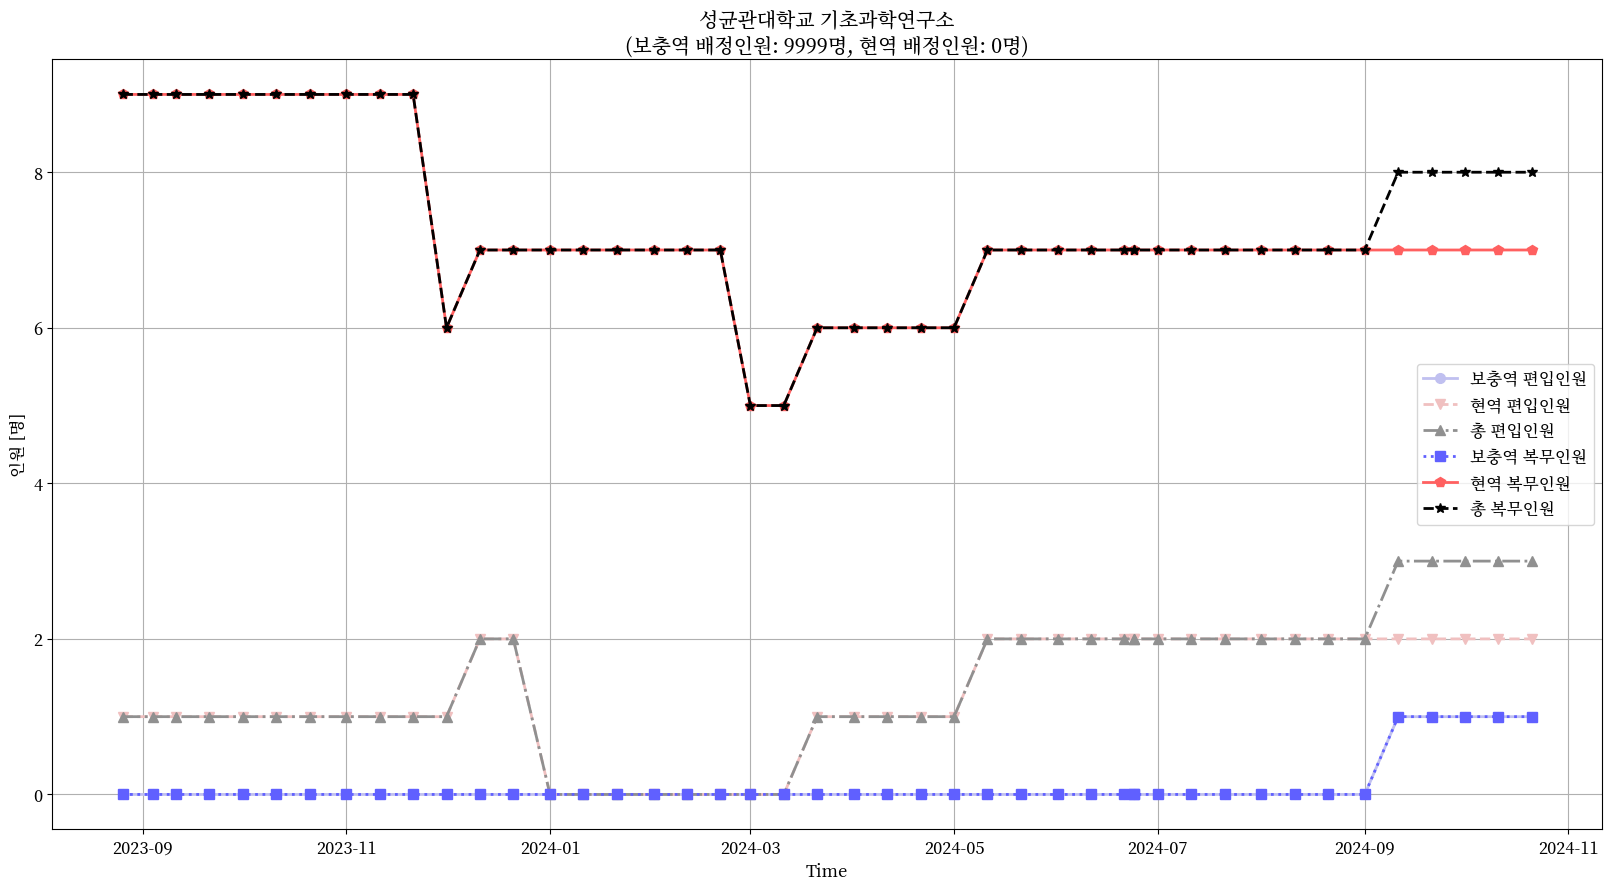 성균관대학교 기초과학연구소
(보충역 배정인원: 9999명, 현역 배정인원: 0명)
인원 [명]
8
6
4
2
0
보충역 편입인원
현역 편입인원
총 편입인원
보충역 복무인원
현역 복무인원
총 복무인원
2023-09
2023-11
2024-01
2024-03
2024-05
2024-07
2024-09
2024-11
Time